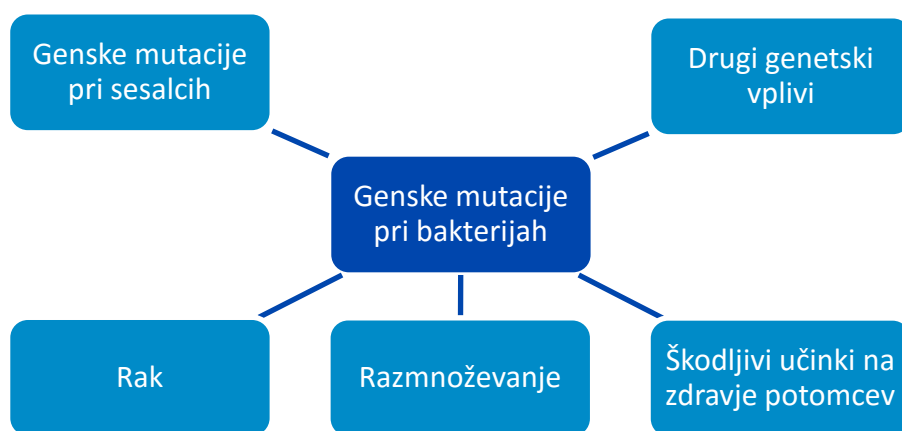 Genske mutacije
pri sesalcih
Drugi genetski
vplivi
Genske mutacije
pri bakterijah
Rak
Razmnoževanje
Škodljivi učinki na
zdravje potomcev